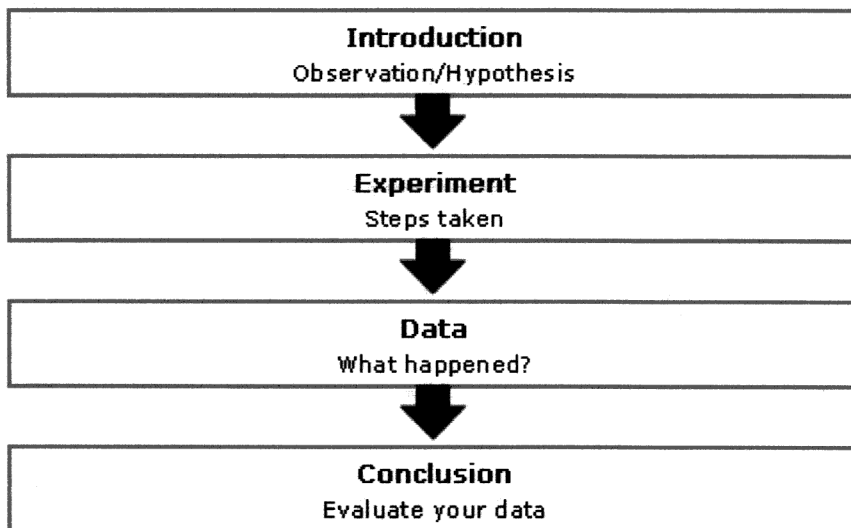 Introduction
Observation/Hypothesis
Experiment
Steps taken
Data
What happened?
Conclusion
Evaluate your data